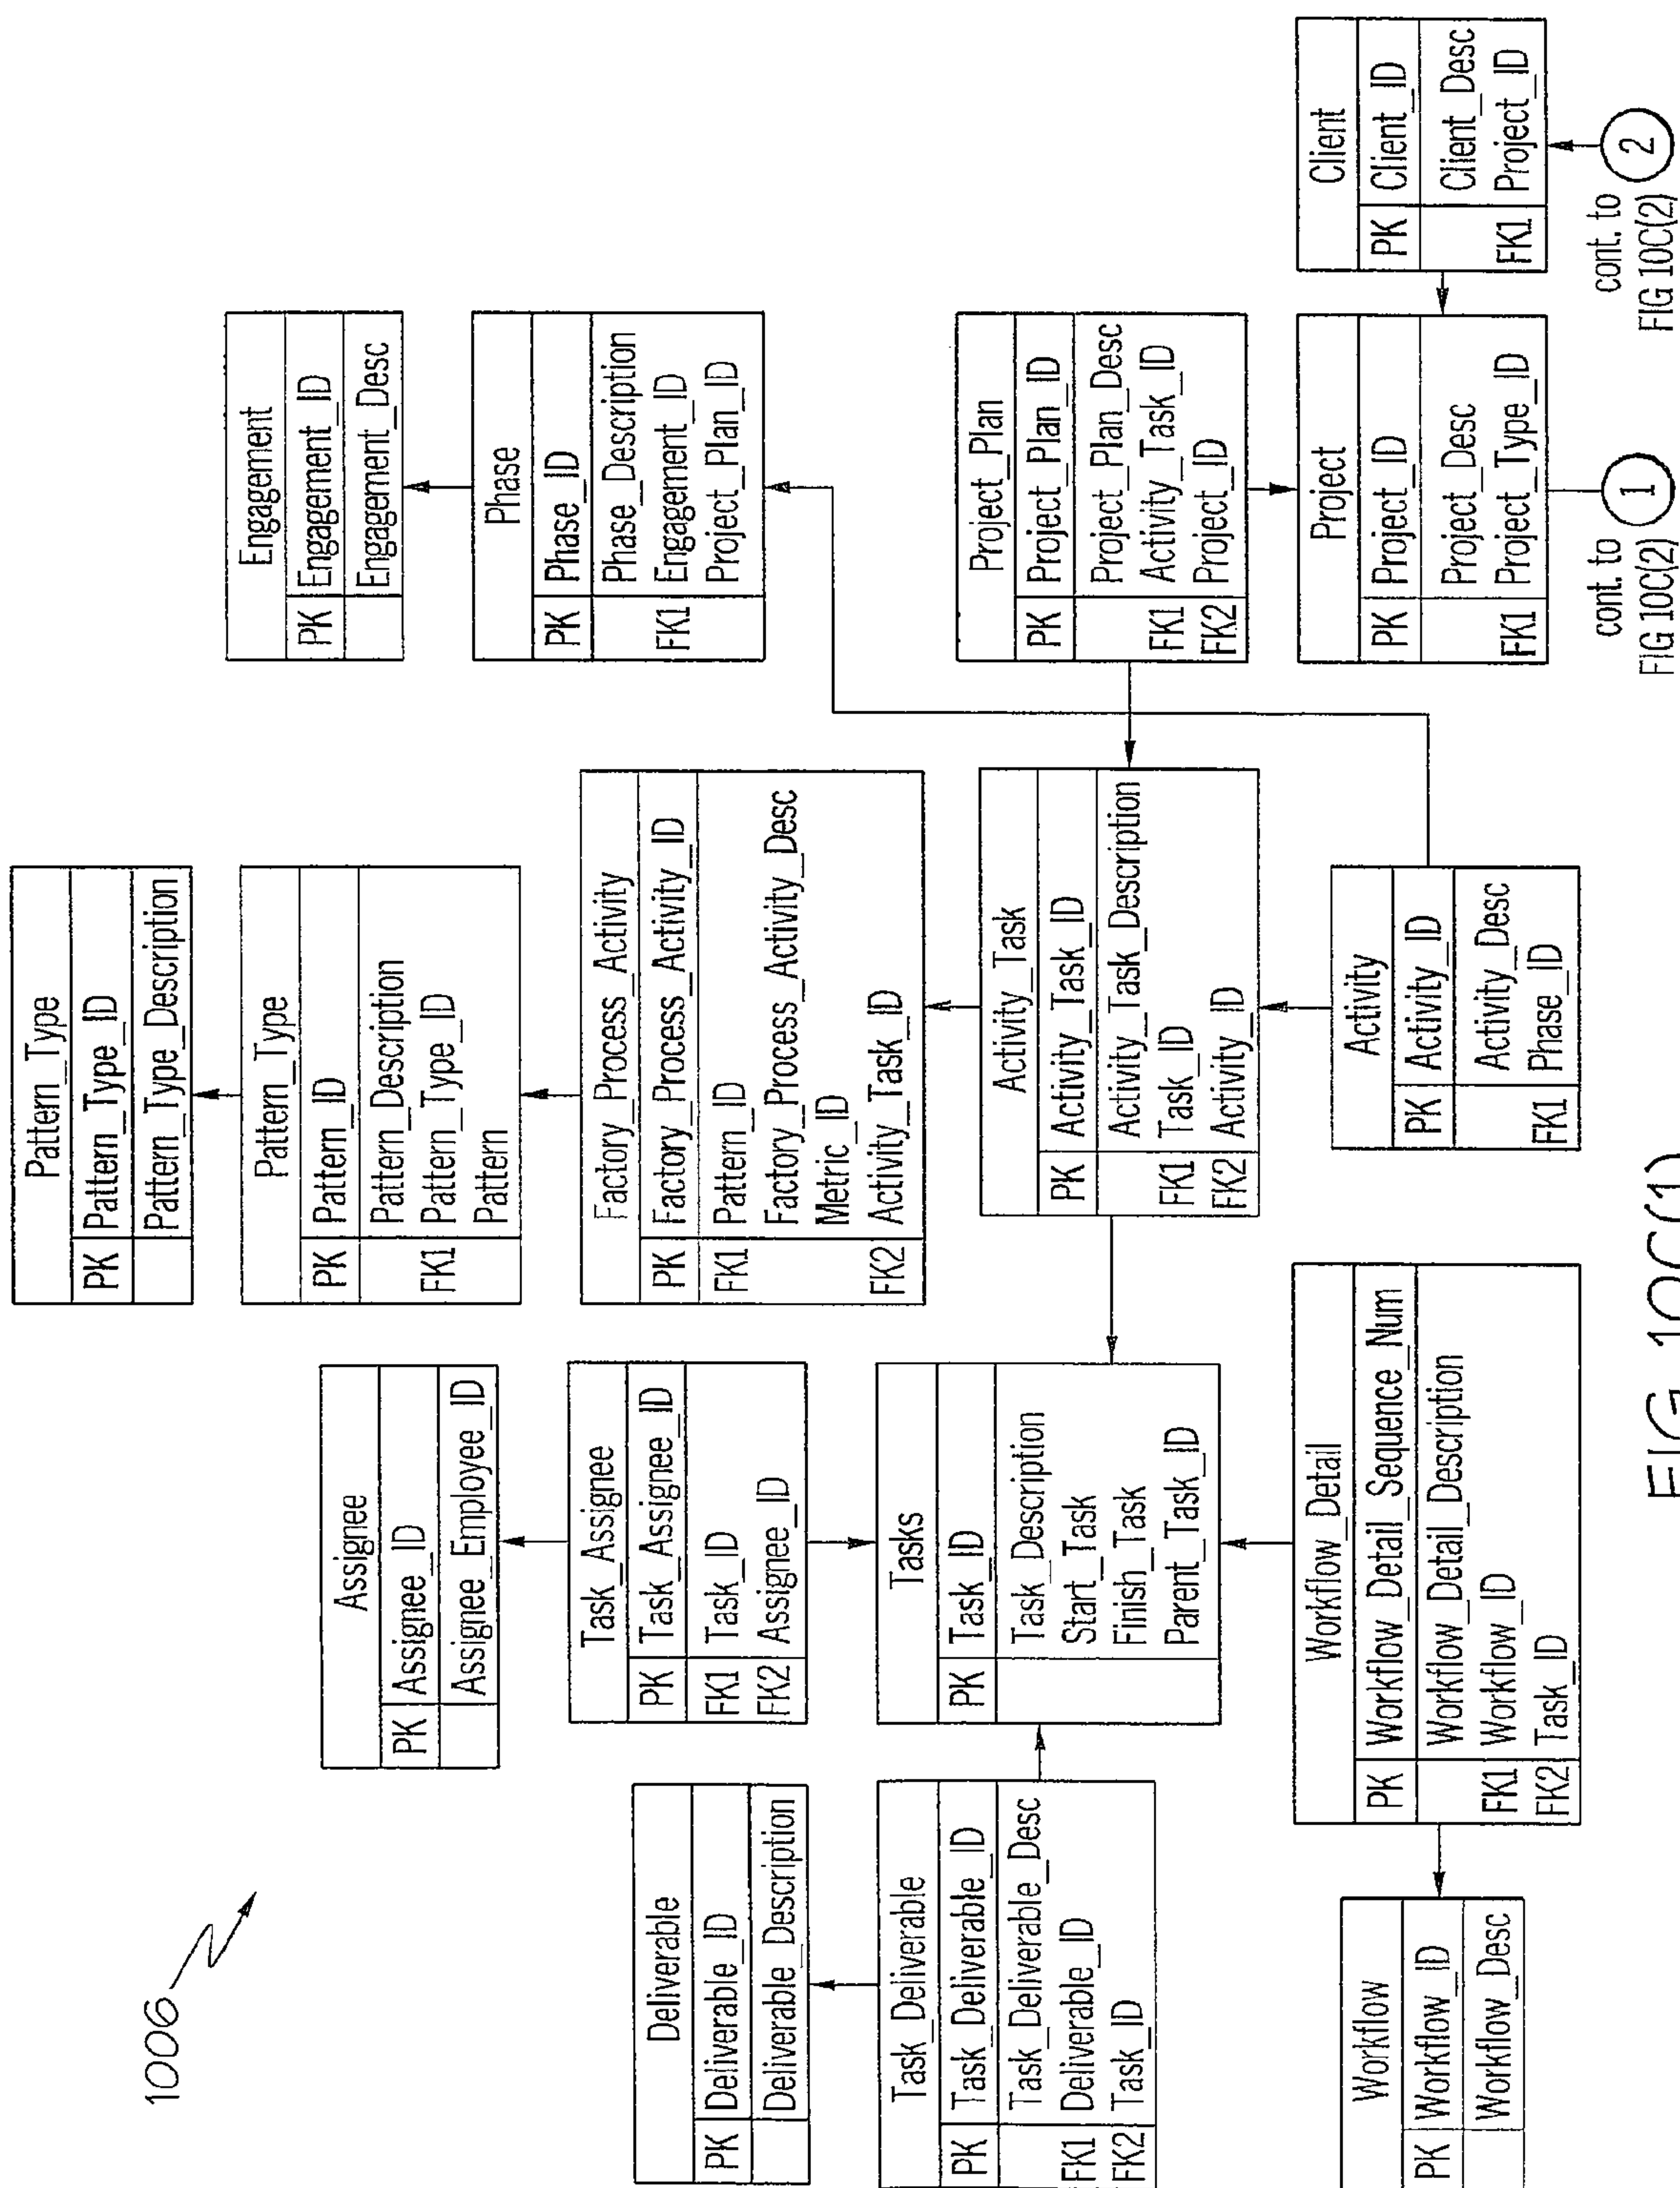 1006
Pattern_Type
PK Pattern_Type_ID
Pattern_Type_Description
Pattern_Type
PK Pattern_ID
Pattern_Description
FK1 Pattern_Type_ID
Pattern
Engagement
PK Engagement_ID
Engagement_Desc
Assignee
PK Assignee_ID
Assignee_Employee_ID
Phase
PK Phase_ID
Phase_Description
FK1 Engagement_ID
Project_Plan_ID
Task_Assignee
PK Task_Assignee_ID
FK1 Task_ID
FK2 Assignee_ID
Factory_Process_Activity
PK Factory_Process_Activity_ID
FK1 Pattern_ID
Factory_Process_Activity_Desc
Metric_ID
FK2 Activity_Task_ID
Deliverable
PK Deliverable_ID
Deliverable_Description
Task_Deliverable
PK Task_Deliverable_ID
Task_Deliverable_Desc
FK1 Deliverable_ID
FK2 Task_ID
Tasks
PK Task_ID
Task_Description
Start_Task
Finish_Task
Parent_Task_ID
Activity_Task
PK Activity_Task_ID
Activity_Task_Description
FK1 Task_ID
FK2 Activity_ID
Project_Plan
PK Project_Plan_ID
Project_Plan_Desc
FK1 Activity_Task_ID
FK2 Project_ID
Workflow
PK Workflow_ID
Workflow_Desc
Workflow_Detail
PK Workflow_Detail_Sequence_Num
Workflow_Detail_Description
FK1 Workflow_ID
FK2 Task_ID
Activity
PK Activity_ID
Activity_Desc
FK1 Phase_ID
Project
PK Project_ID
Project_Desc
FK1 Project_Type_ID
Client
PK Client_ID
Client_Desc
FK1 Project_ID
cont. to
FIG 10C(2)
1
cont. to
FIG 10C(2)
2
FIG 10C(1)